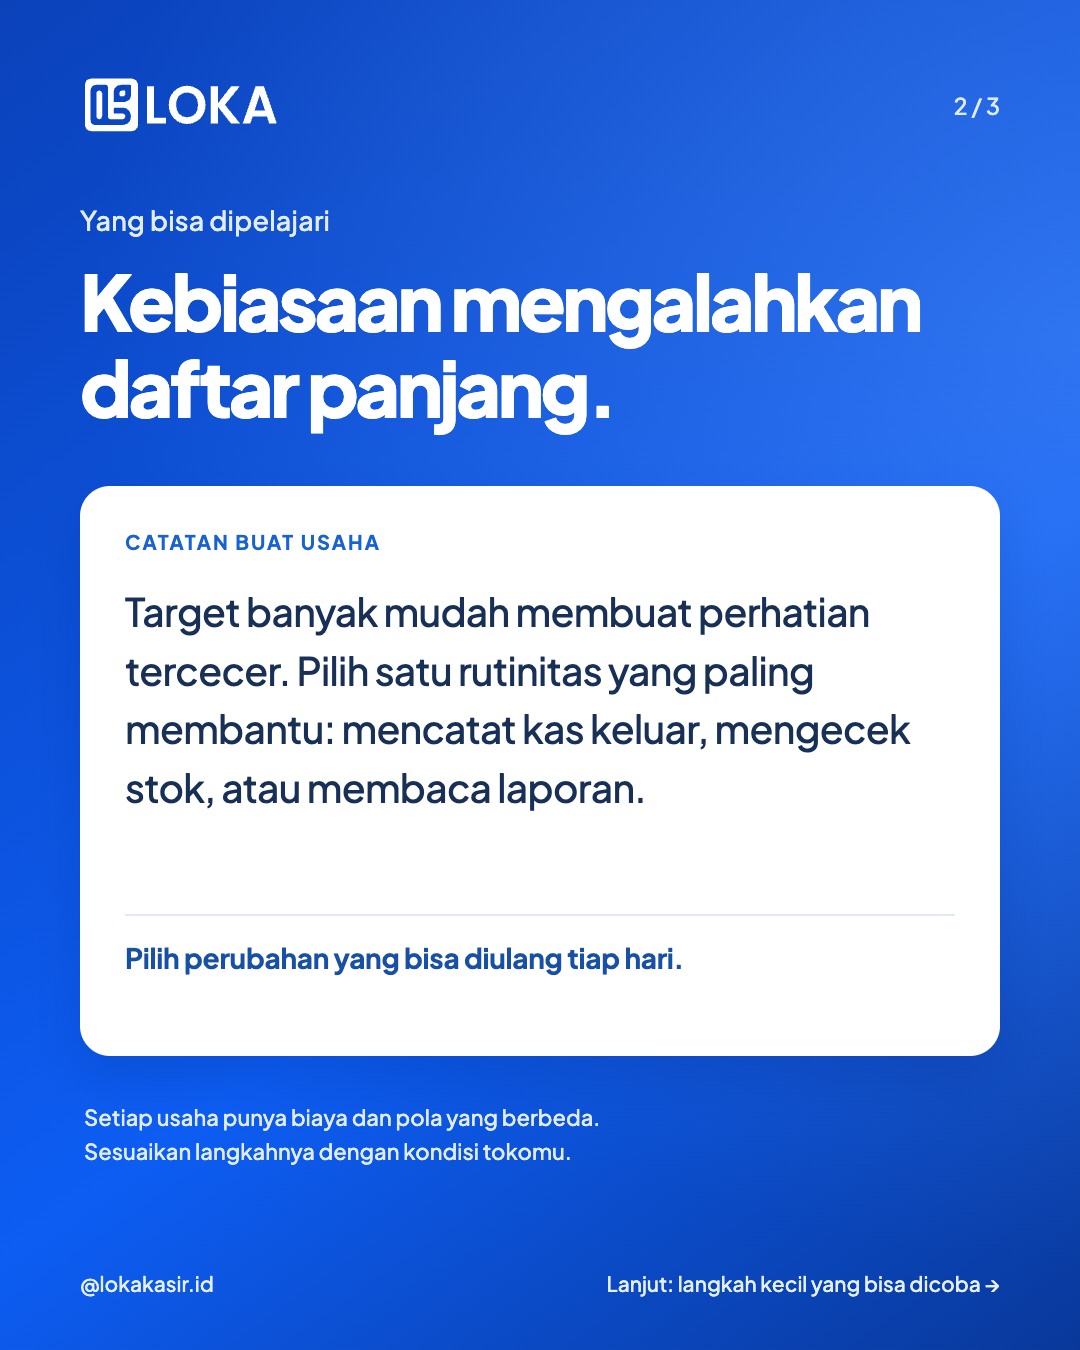 LOKA
2 / 3
Yang bisa dipelajari
Kebiasaan mengalahkan
daftar panjang.
CATATAN BUAT USAHA
Target banyak mudah membuat perhatian
tercecer. Pilih satu rutinitas yang paling
membantu: mencatat kas keluar, mengecek
stok, atau membaca laporan.
Pilih perubahan yang bisa diulang tiap hari.
Setiap usaha punya biaya dan pola yang berbeda.
Sesuaikan langkahnya dengan kondisi tokomu.
@lokakasir.id
Lanjut: langkah kecil yang bisa dicoba →